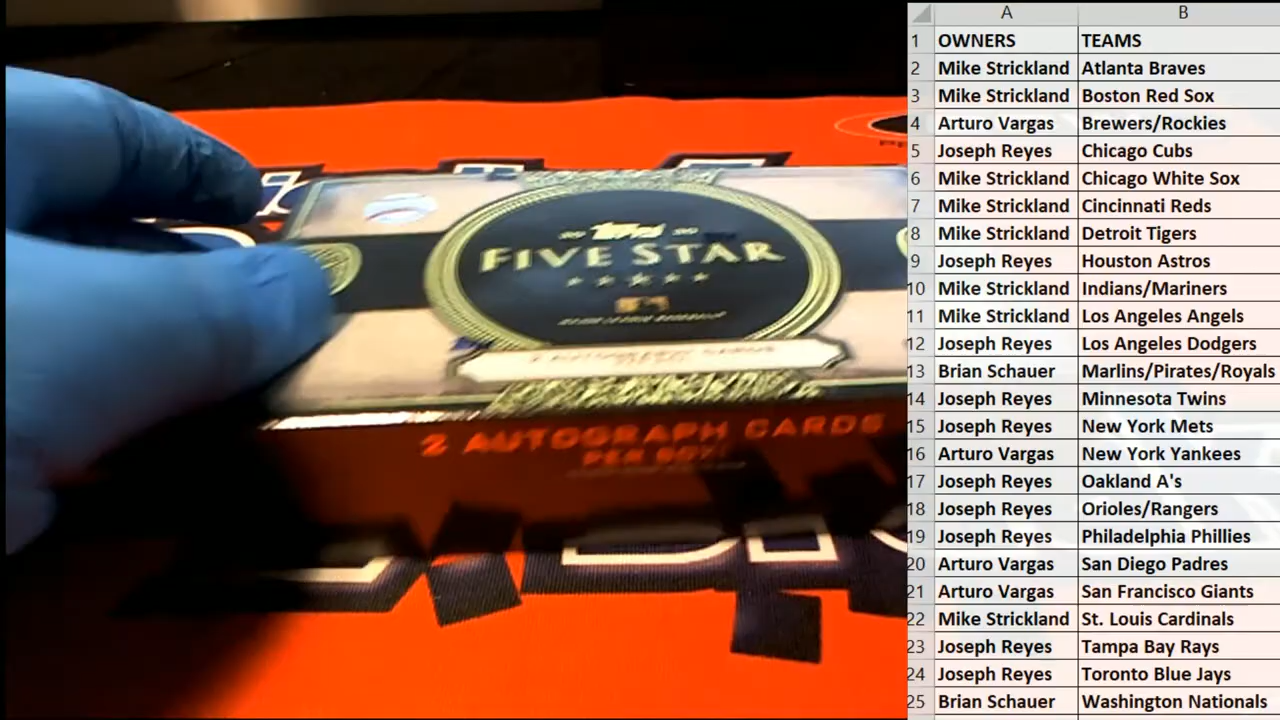 20 Topps 20
FIVE STAR
2 AUTOGRAPH CARDS
PER BOX!
A B
1 OWNERS TEAMS
2 Mike Strickland Atlanta Braves
3 Mike Strickland Boston Red Sox
4 Arturo Vargas Brewers/Rockies
5 Joseph Reyes Chicago Cubs
6 Mike Strickland Chicago White Sox
7 Mike Strickland Cincinnati Reds
8 Mike Strickland Detroit Tigers
9 Joseph Reyes Houston Astros
10 Mike Strickland Indians/Mariners
11 Mike Strickland Los Angeles Angels
12 Joseph Reyes Los Angeles Dodgers
13 Brian Schauer Marlins/Pirates/Royals
14 Joseph Reyes Minnesota Twins
15 Joseph Reyes New York Mets
16 Arturo Vargas New York Yankees
17 Joseph Reyes Oakland A's
18 Joseph Reyes Orioles/Rangers
19 Joseph Reyes Philadelphia Phillies
20 Arturo Vargas San Diego Padres
21 Arturo Vargas San Francisco Giants
22 Mike Strickland St. Louis Cardinals
23 Joseph Reyes Tampa Bay Rays
24 Joseph Reyes Toronto Blue Jays
25 Brian Schauer Washington Nationals